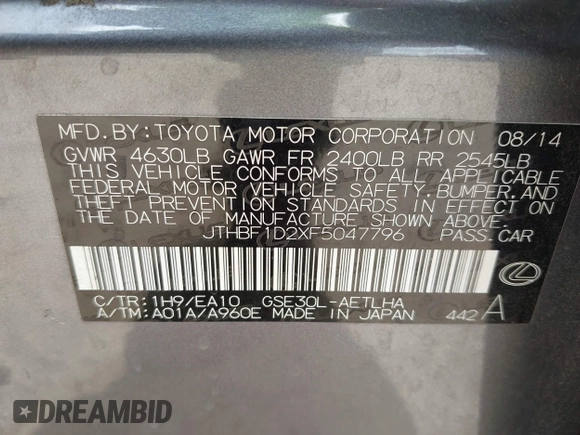 MFD. BY: TOYOTA MOTOR CORPORATION 08/14
GVWR 4630LB GAWR FR 2400LB RR 2545LB
THIS VEHICLE CONFORMS TO ALL APPLICABLE
FEDERAL MOTOR VEHICLE SAFETY, BUMPER, AND
THEFT PREVENTION STANDARDS IN EFFECT ON
THE DATE OF MANUFACTURE SHOWN ABOVE.
JTHBF1D2XF5047796 PASS. CAR
C/TR: 1H9/EA10 GSE30L-AETLHA
A/TM: A01A/A960E MADE IN JAPAN 442 A
DREAMBID